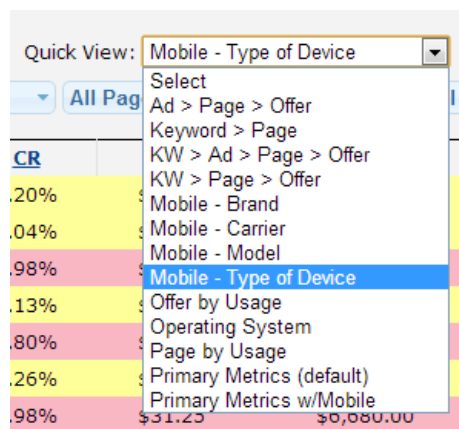 Quick View: Mobile - Type of Device
Select
All Pag
Ad > Page > Offer
Keyword > Page
CR
KW > Ad > Page > Offer
KW > Page > Offer
.20%
Mobile - Brand
.04%
Mobile - Carrier
Mobile - Model
.98%
Mobile - Type of Device
.13%
Offer by Usage
Operating System
.80%
Page by Usage
.26%
Primary Metrics (default)
Primary Metrics w/Mobile
.98% $31.25 $6,680.00